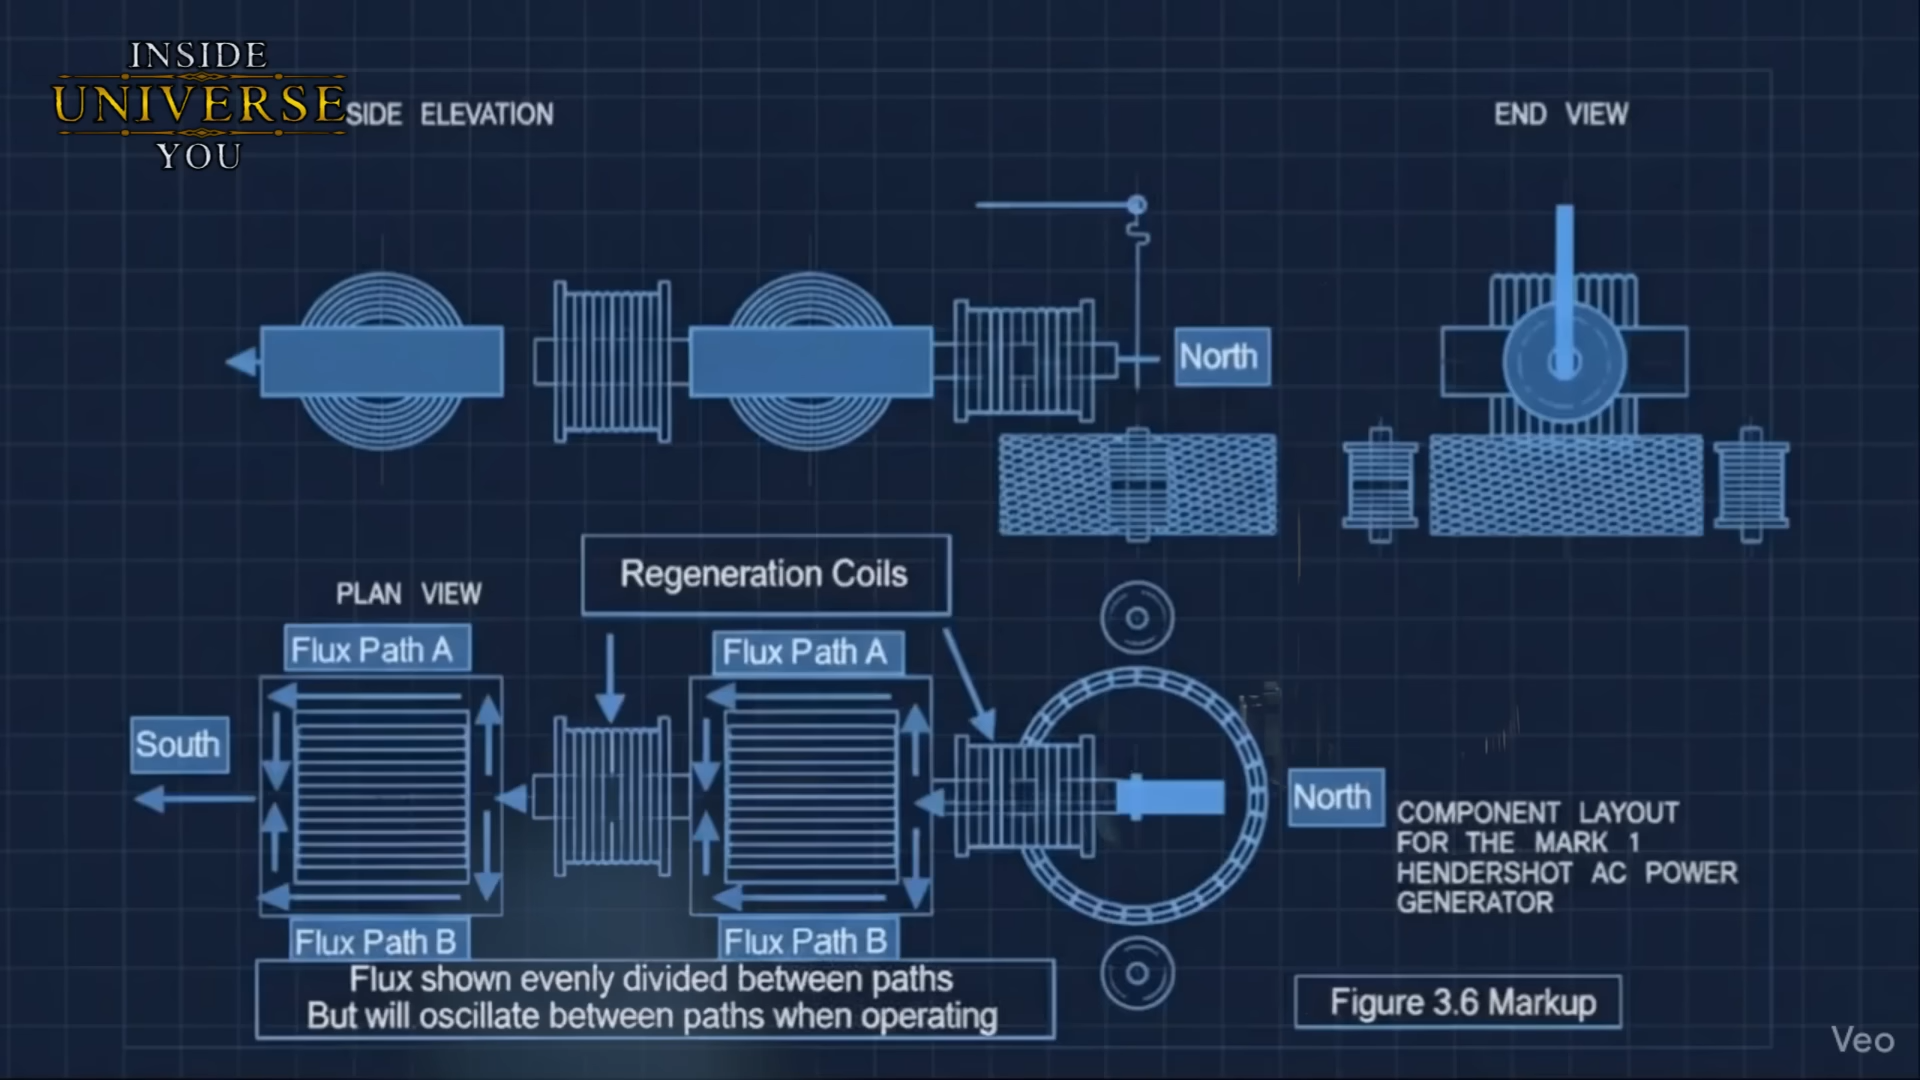 INSIDE
UNIVERSE
YOU
SIDE ELEVATION
END VIEW
North
Regeneration Coils
PLAN VIEW
Flux Path A
Flux Path A
South
North
COMPONENT LAYOUT
FOR THE MARK 1
HENDERSHOT AC POWER
GENERATOR
Flux Path B
Flux Path B
Flux shown evenly divided between paths
But will oscillate between paths when operating
Figure 3.6 Markup
Veo